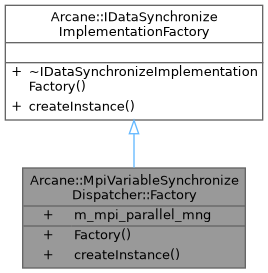 Arcane::IDataSynchronize
ImplementationFactory
+ ~IDataSynchronizeImplementation
Factory()
+ createInstance()
Arcane::MpiVariableSynchronize
Dispatcher::Factory
+ m_mpi_parallel_mng
+ Factory()
+ createInstance()